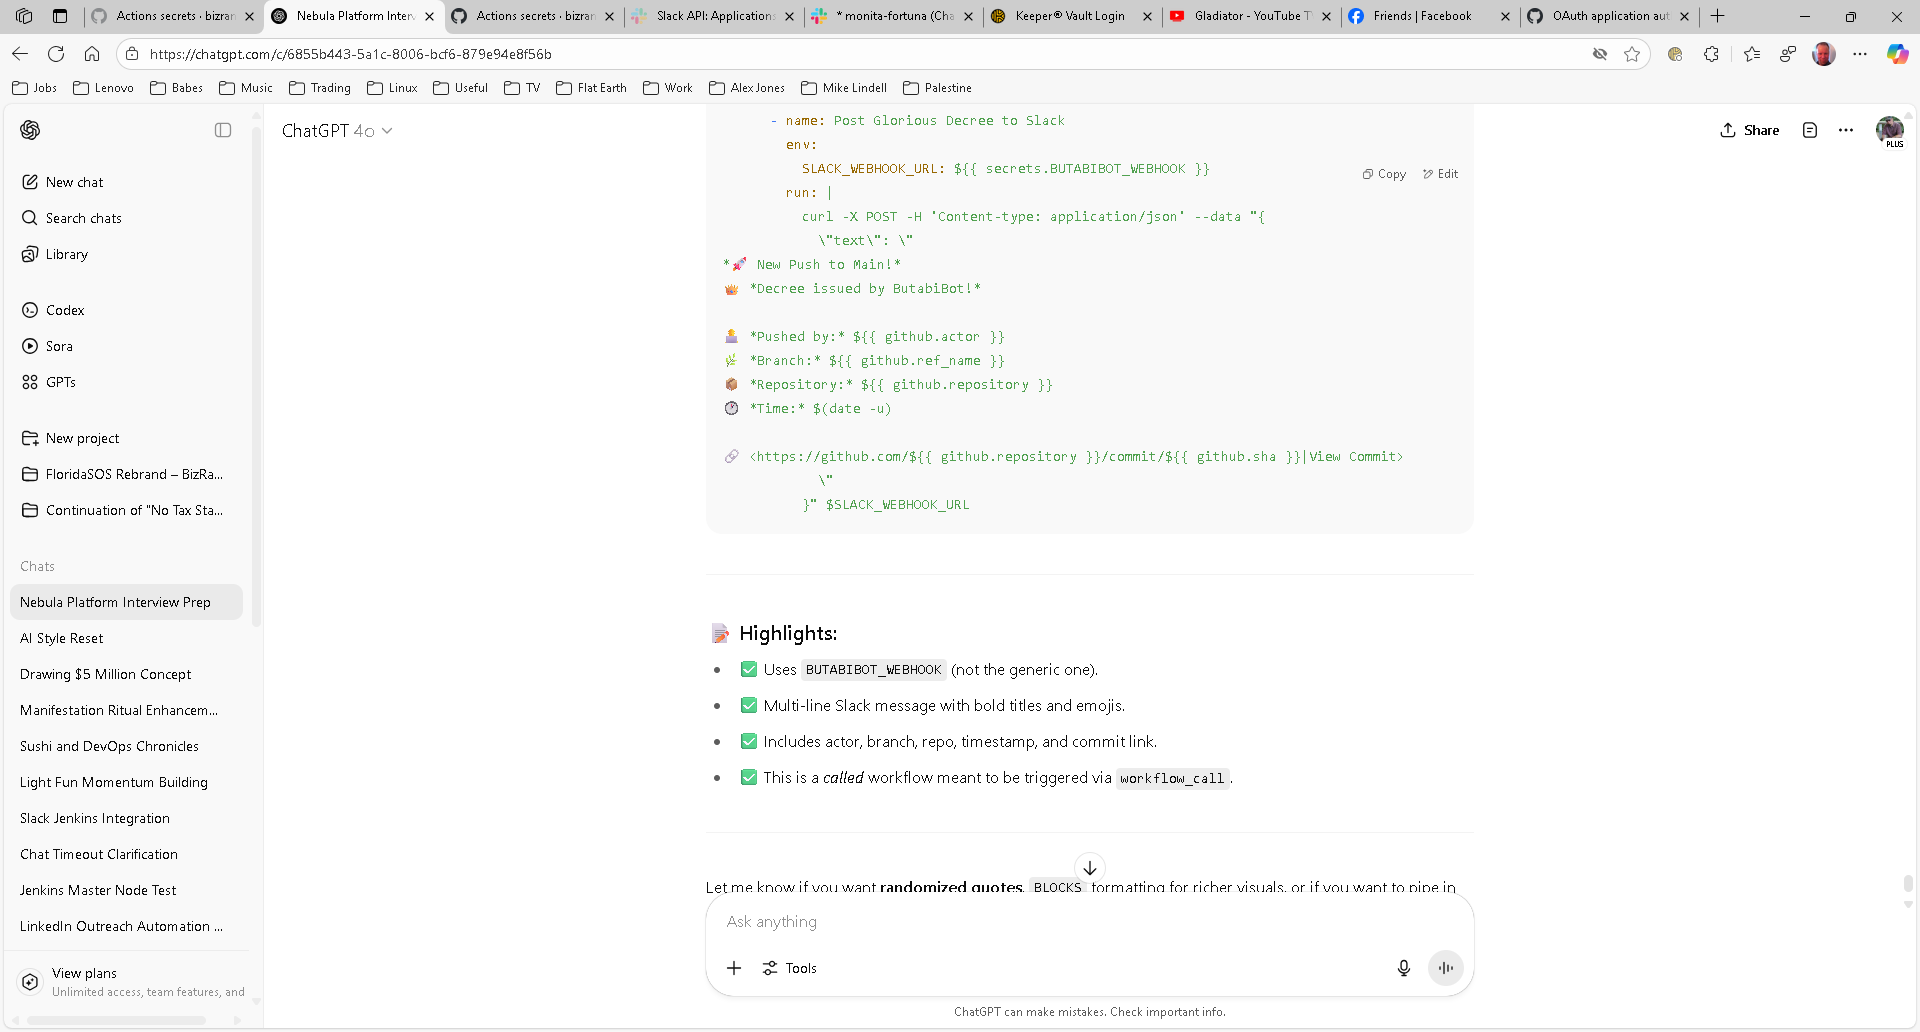 Actions secrets · bizran
Nebula Platform Interv
Actions secrets · bizran
Slack API: Applications
* monita-fortuna (Cha
Keeper® Vault Login
Gladiator - YouTube T
Friends | Facebook
OAuth application aut
https://chatgpt.com/c/6855b443-5a1c-8006-bcf6-879e94e8f56b
Jobs
Lenovo
Babes
Music
Trading
Linux
Useful
TV
Flat Earth
Work
Alex Jones
Mike Lindell
Palestine
ChatGPT 4o
Share
PLUS
New chat
Search chats
Library
Codex
Sora
GPTs
New project
FloridaSOS Rebrand – BizRa...
Continuation of "No Tax Sta...
Chats
Nebula Platform Interview Prep
AI Style Reset
Drawing $5 Million Concept
Manifestation Ritual Enhancem...
Sushi and DevOps Chronicles
Light Fun Momentum Building
Slack Jenkins Integration
Chat Timeout Clarification
Jenkins Master Node Test
LinkedIn Outreach Automation ...
View plans
Unlimited access, team features, and
- name: Post Glorious Decree to Slack
env:
SLACK_WEBHOOK_URL: ${{ secrets.BUTABIBOT_WEBHOOK }}
Copy
Edit
run: |
curl -X POST -H 'Content-type: application/json' --data "{
\"text\": \"
*🚀 New Push to Main!*
👑 *Decree issued by ButabiBot!*
*Pushed by:* ${{ github.actor }}
🌿 *Branch:* ${{ github.ref_name }}
📦 *Repository:* ${{ github.repository }}
🕐 *Time:* $(date -u)
🔗 <https://github.com/${{ github.repository }}/commit/${{ github.sha }}|View Commit>
\"
}" $SLACK_WEBHOOK_URL
📝 Highlights:
• ✅ Uses BUTABIBOT_WEBHOOK (not the generic one).
• ✅ Multi-line Slack message with bold titles and emojis.
• ✅ Includes actor, branch, repo, timestamp, and commit link.
• ✅ This is a called workflow meant to be triggered via workflow_call.
Let me know if you want randomized quotes, BLOCKS formatting for richer visuals, or if you want to pipe in
Ask anything
Tools
ChatGPT can make mistakes. Check important info.